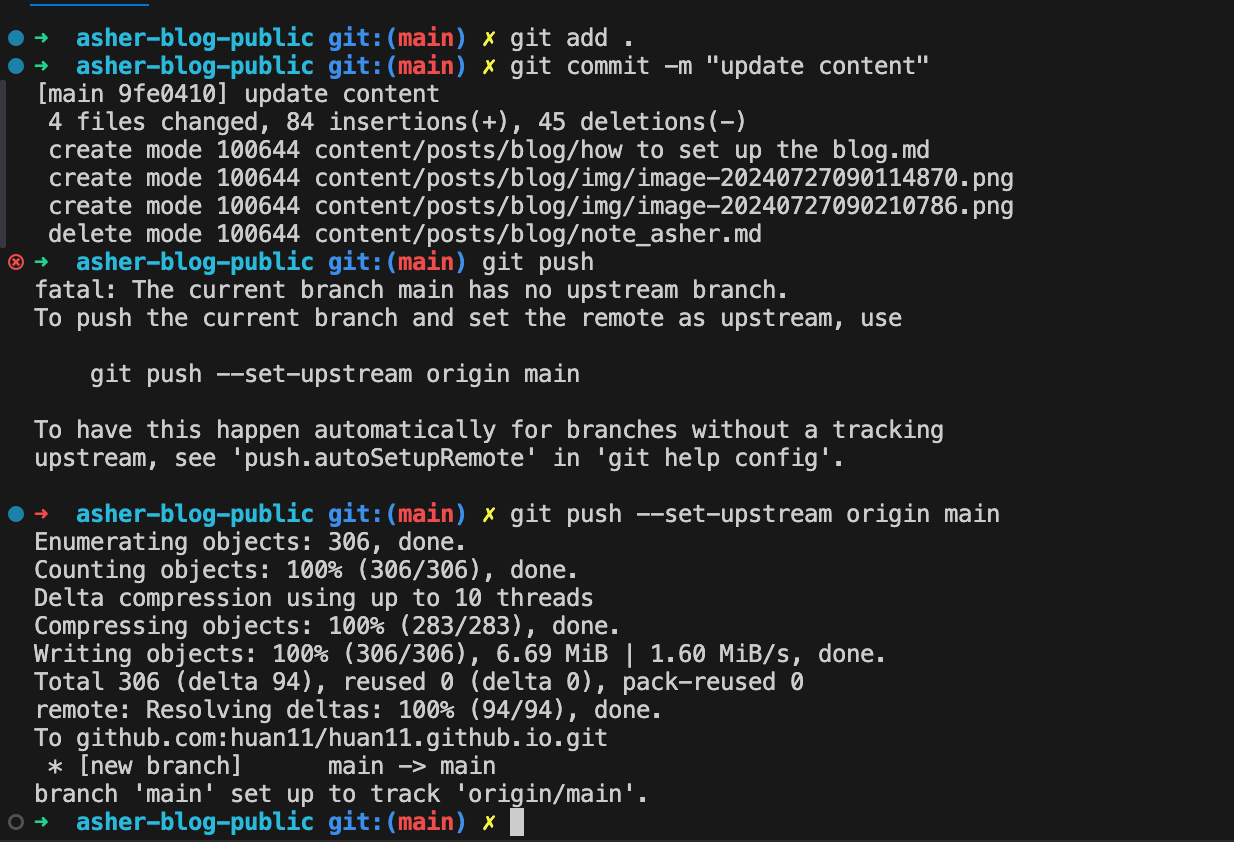 ➜  asher-blog-public git:(main) ✗ git add .
➜  asher-blog-public git:(main) ✗ git commit -m "update content"
[main 9fe0410] update content
 4 files changed, 84 insertions(+), 45 deletions(-)
 create mode 100644 content/posts/blog/how to set up the blog.md
 create mode 100644 content/posts/blog/img/image-20240727090114870.png
 create mode 100644 content/posts/blog/img/image-20240727090210786.png
 delete mode 100644 content/posts/blog/note_asher.md
➜  asher-blog-public git:(main) git push
fatal: The current branch main has no upstream branch.
To push the current branch and set the remote as upstream, use

    git push --set-upstream origin main

To have this happen automatically for branches without a tracking
upstream, see 'push.autoSetupRemote' in 'git help config'.

➜  asher-blog-public git:(main) ✗ git push --set-upstream origin main
Enumerating objects: 306, done.
Counting objects: 100% (306/306), done.
Delta compression using up to 10 threads
Compressing objects: 100% (283/283), done.
Writing objects: 100% (306/306), 6.69 MiB | 1.60 MiB/s, done.
Total 306 (delta 94), reused 0 (delta 0), pack-reused 0
remote: Resolving deltas: 100% (94/94), done.
To github.com:huan11/huan11.github.io.git
 * [new branch]      main -> main
branch 'main' set up to track 'origin/main'.
➜  asher-blog-public git:(main) ✗